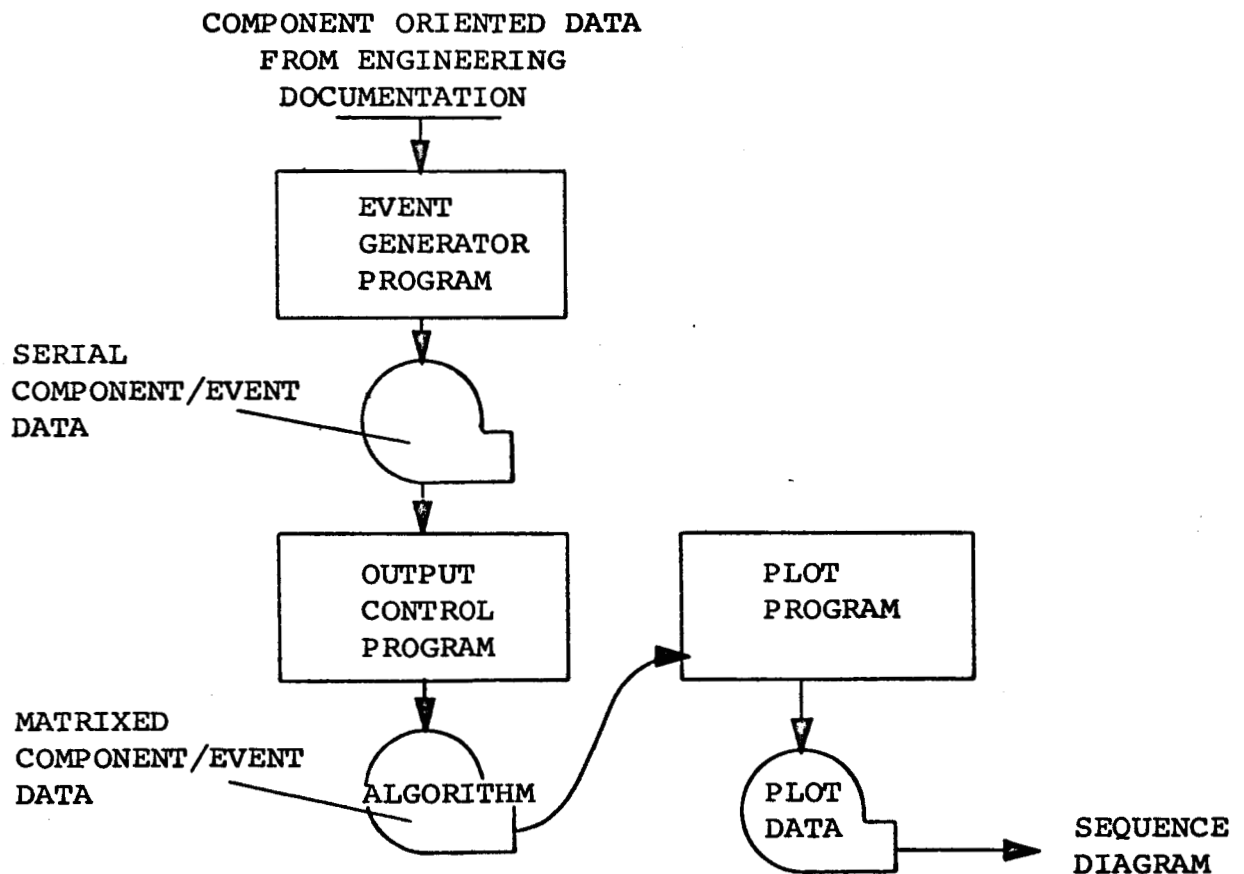 COMPONENT ORIENTED DATA
FROM ENGINEERING
DOCUMENTATION
EVENT
GENERATOR
PROGRAM
SERIAL
COMPONENT/EVENT
DATA
OUTPUT
CONTROL
PROGRAM
PLOT
PROGRAM
MATRIXED
COMPONENT/EVENT
DATA
ALGORITHM
PLOT
DATA
SEQUENCE
DIAGRAM